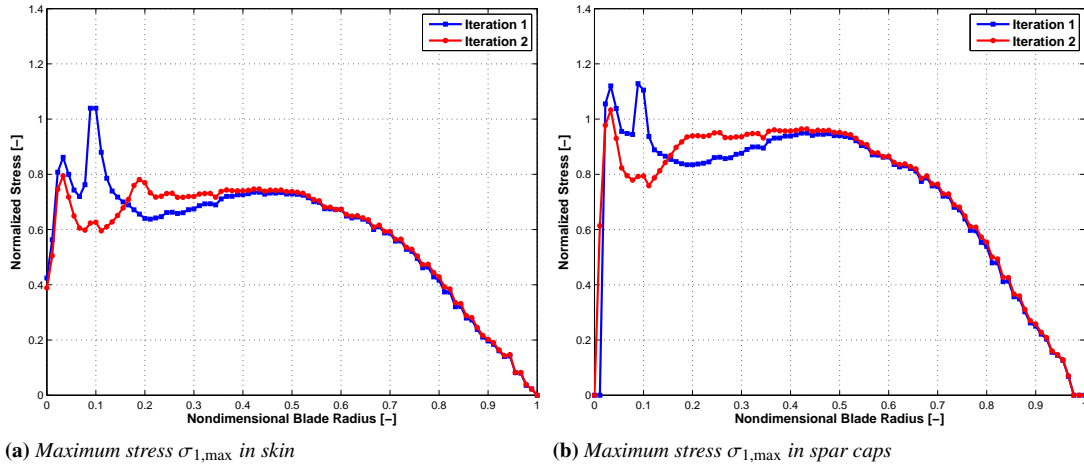 1.4
1.2
1
0.8
0.6
0.4
0.2
0
Normalized Stress [–]
0 0.1 0.2 0.3 0.4 0.5 0.6 0.7 0.8 0.9 1
Nondimensional Blade Radius [–]
Iteration 1
Iteration 2
(a) Maximum stress σ1,max in skin
1.4
1.2
1
0.8
0.6
0.4
0.2
0
Normalized Stress [–]
0 0.1 0.2 0.3 0.4 0.5 0.6 0.7 0.8 0.9 1
Nondimensional Blade Radius [–]
Iteration 1
Iteration 2
(b) Maximum stress σ1,max in spar caps